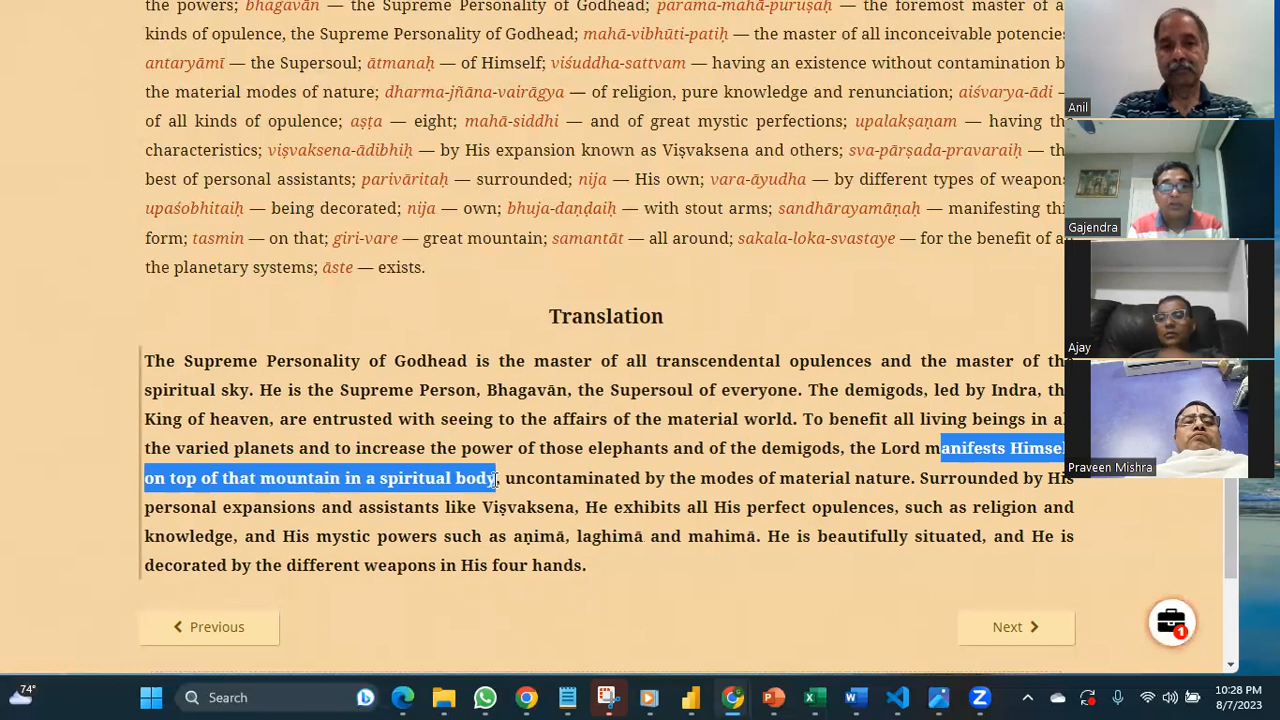 the powers; bhagavān — the Supreme Personality of Godhead; parama-mahā-puruṣaḥ — the foremost master of a
kinds of opulence, the Supreme Personality of Godhead; mahā-vibhūti-patiḥ — the master of all inconceivable potencies
antaryāmī — the Supersoul; ātmanaḥ — of Himself; viśuddha-sattvam — having an existence without contamination b
the material modes of nature; dharma-jñāna-vairāgya — of religion, pure knowledge and renunciation; aiśvarya-ādi -
of all kinds of opulence; aṣṭa — eight; mahā-siddhi — and of great mystic perfections; upalakṣaṇam — having the
characteristics; viṣvaksena-ādibhiḥ — by His expansion known as Viṣvaksena and others; sva-pārṣada-pravaraiḥ — th
best of personal assistants; parivāritaḥ — surrounded; nija — His own; vara-āyudha — by different types of weapon
upaśobhitaiḥ — being decorated; nija — own; bhuja-daṇḍaiḥ — with stout arms; sandhārayamāṇaḥ — manifesting thi
form; tasmin — on that; giri-vare — great mountain; samantāt — all around; sakala-loka-svastaye — for the benefit of a
the planetary systems; āste — exists.
Translation
The Supreme Personality of Godhead is the master of all transcendental opulences and the master of the
spiritual sky. He is the Supreme Person, Bhagavān, the Supersoul of everyone. The demigods, led by Indra, th
King of heaven, are entrusted with seeing to the affairs of the material world. To benefit all living beings in al
the varied planets and to increase the power of those elephants and of the demigods, the Lord manifests Himsel
on top of that mountain in a spiritual body, uncontaminated by the modes of material nature. Surrounded by His
personal expansions and assistants like Viṣvaksena, He exhibits all His perfect opulences, such as religion and
knowledge, and His mystic powers such as aṇimā, laghimā and mahimā. He is beautifully situated, and He is
decorated by the different weapons in His four hands.
Previous
Next
1
Anil
Gajendra
Ajay
Praveen Mishra
74°
Search
10:28 PM
8/7/2023